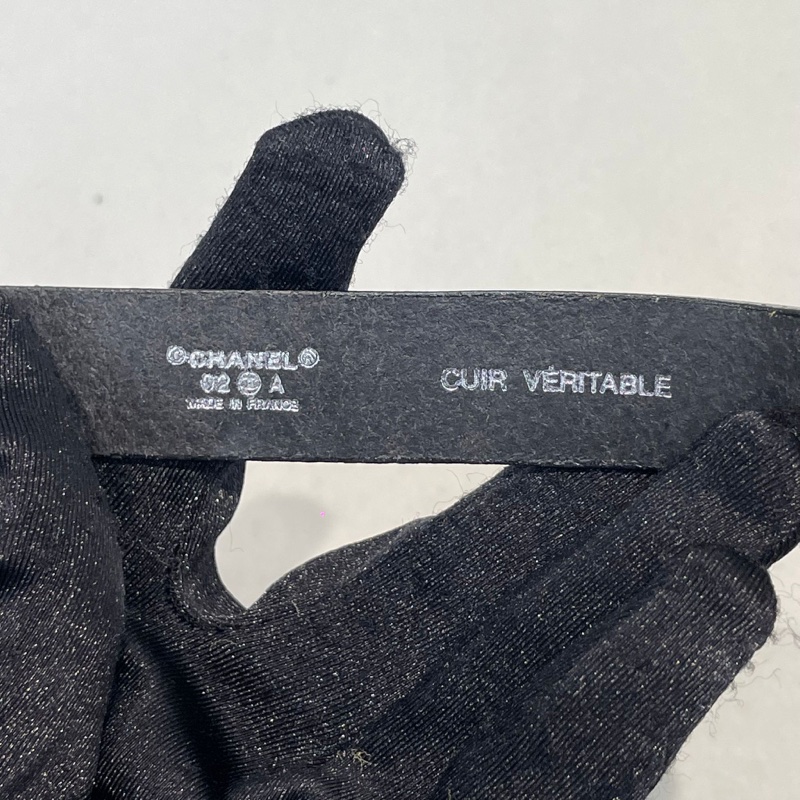 ©CHANEL®
02 A
MADE IN FRANCE
CUIR VÉRITABLE